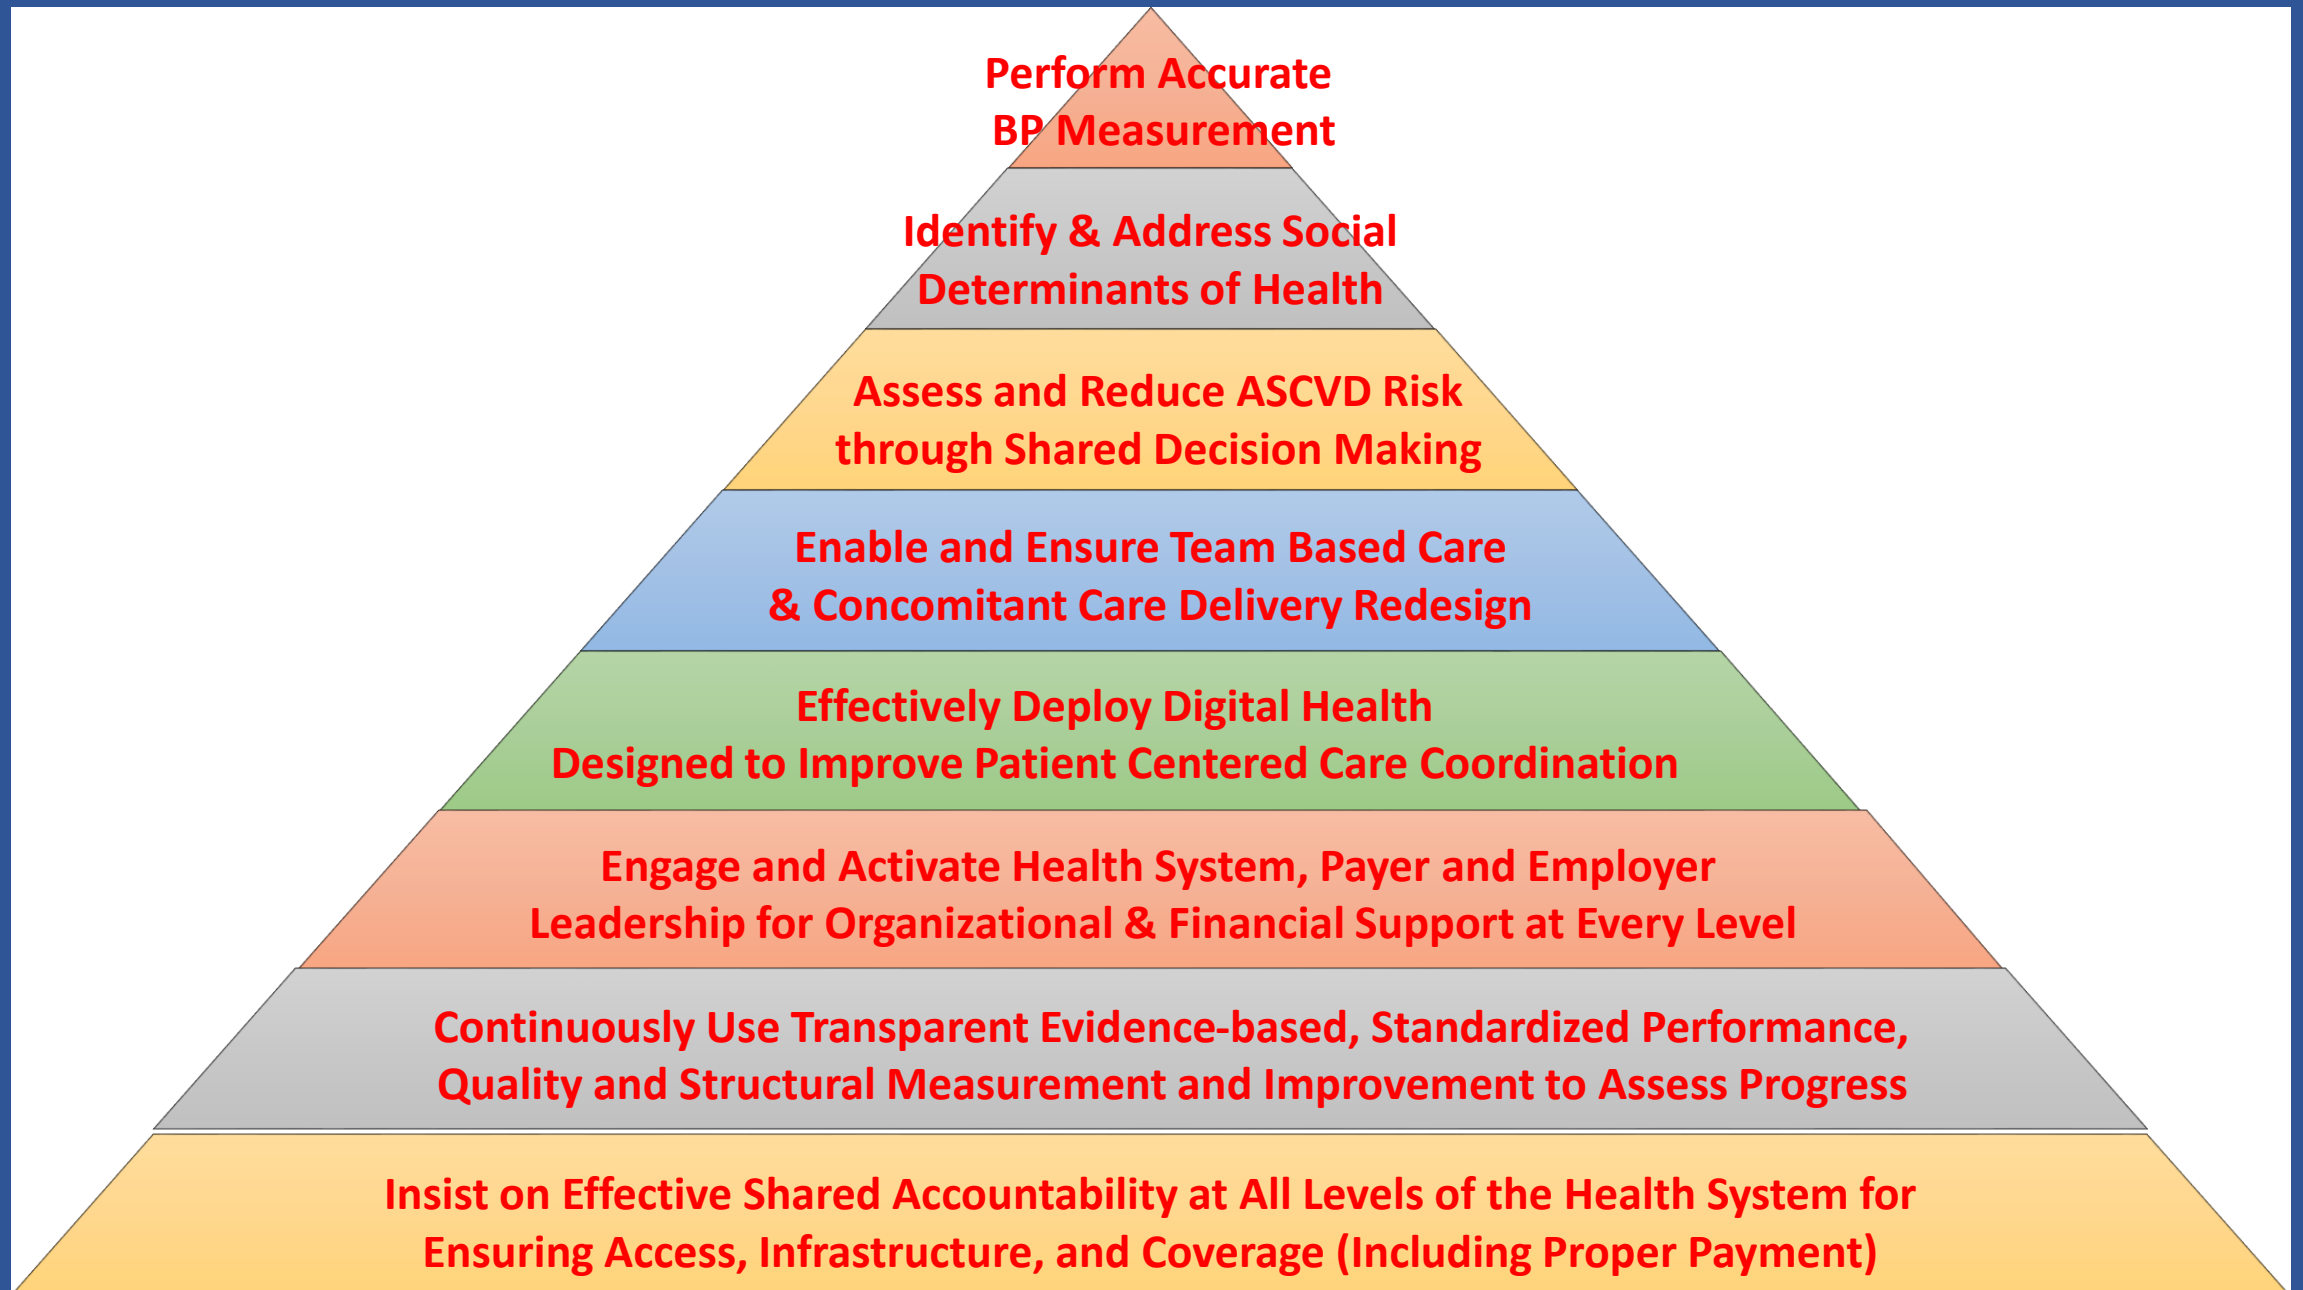 Perform Accurate
BP Measurement
Identify & Address Social
Determinants of Health
Assess and Reduce ASCVD Risk
through Shared Decision Making
Enable and Ensure Team Based Care
& Concomitant Care Delivery Redesign
Effectively Deploy Digital Health
Designed to Improve Patient Centered Care Coordination
Engage and Activate Health System, Payer and Employer
Leadership for Organizational & Financial Support at Every Level
Continuously Use Transparent Evidence-based, Standardized Performance,
Quality and Structural Measurement and Improvement to Assess Progress
Insist on Effective Shared Accountability at All Levels of the Health System for
Ensuring Access, Infrastructure, and Coverage (Including Proper Payment)